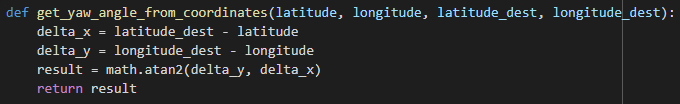 def get_yaw_angle_from_coordinates(latitude, longitude, latitude_dest, longitude_dest):
    delta_x = latitude_dest - latitude
    delta_y = longitude_dest - longitude
    result = math.atan2(delta_y, delta_x)
    return result